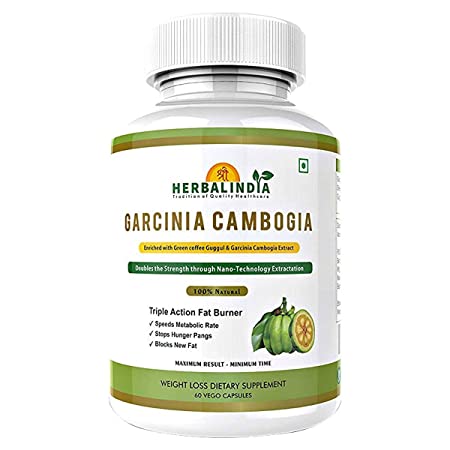 श्री
HERBALINDIA
Tradition of Quality Healthcare
GARCINIA CAMBOGIA
Enriched with Green coffee Guggul & Garcinia Cambogia Extract
Doubles the Strength through Nano-Technology Extractation
100% Natural
Triple Action Fat Burner
✓ Speeds Metabolic Rate
✓ Stops Hunger Pangs
✓ Blocks New Fat
MAXIMUM RESULT - MINIMUM TIME
WEIGHT LOSS DIETARY SUPPLEMENT
60 VEGO CAPSULES